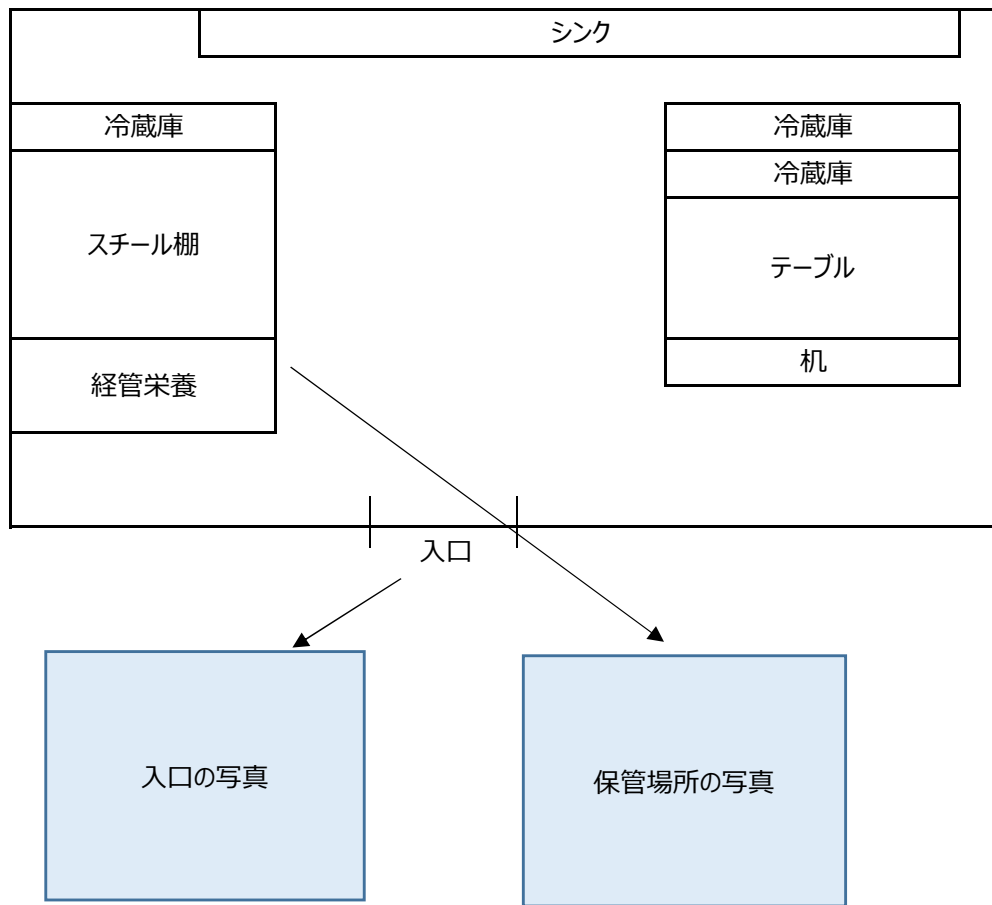 シンク
冷蔵庫
冷蔵庫
冷蔵庫
スチール棚
テーブル
経管栄養
机
入口
入口の写真
保管場所の写真